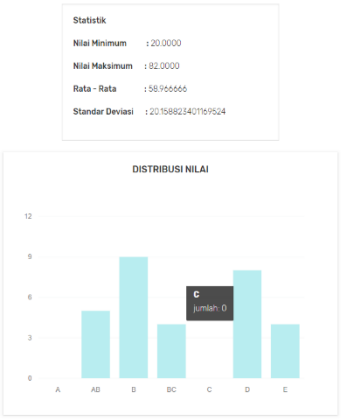 Statistik
Nilai Minimum : 20.0000
Nilai Maksimum : 82.0000
Rata - Rata : 58.966666
Standar Deviasi : 20.158823401169524
DISTRIBUSI NILAI
12
9
6
3
0
C
jumlah: 0
A AB B BC C D E